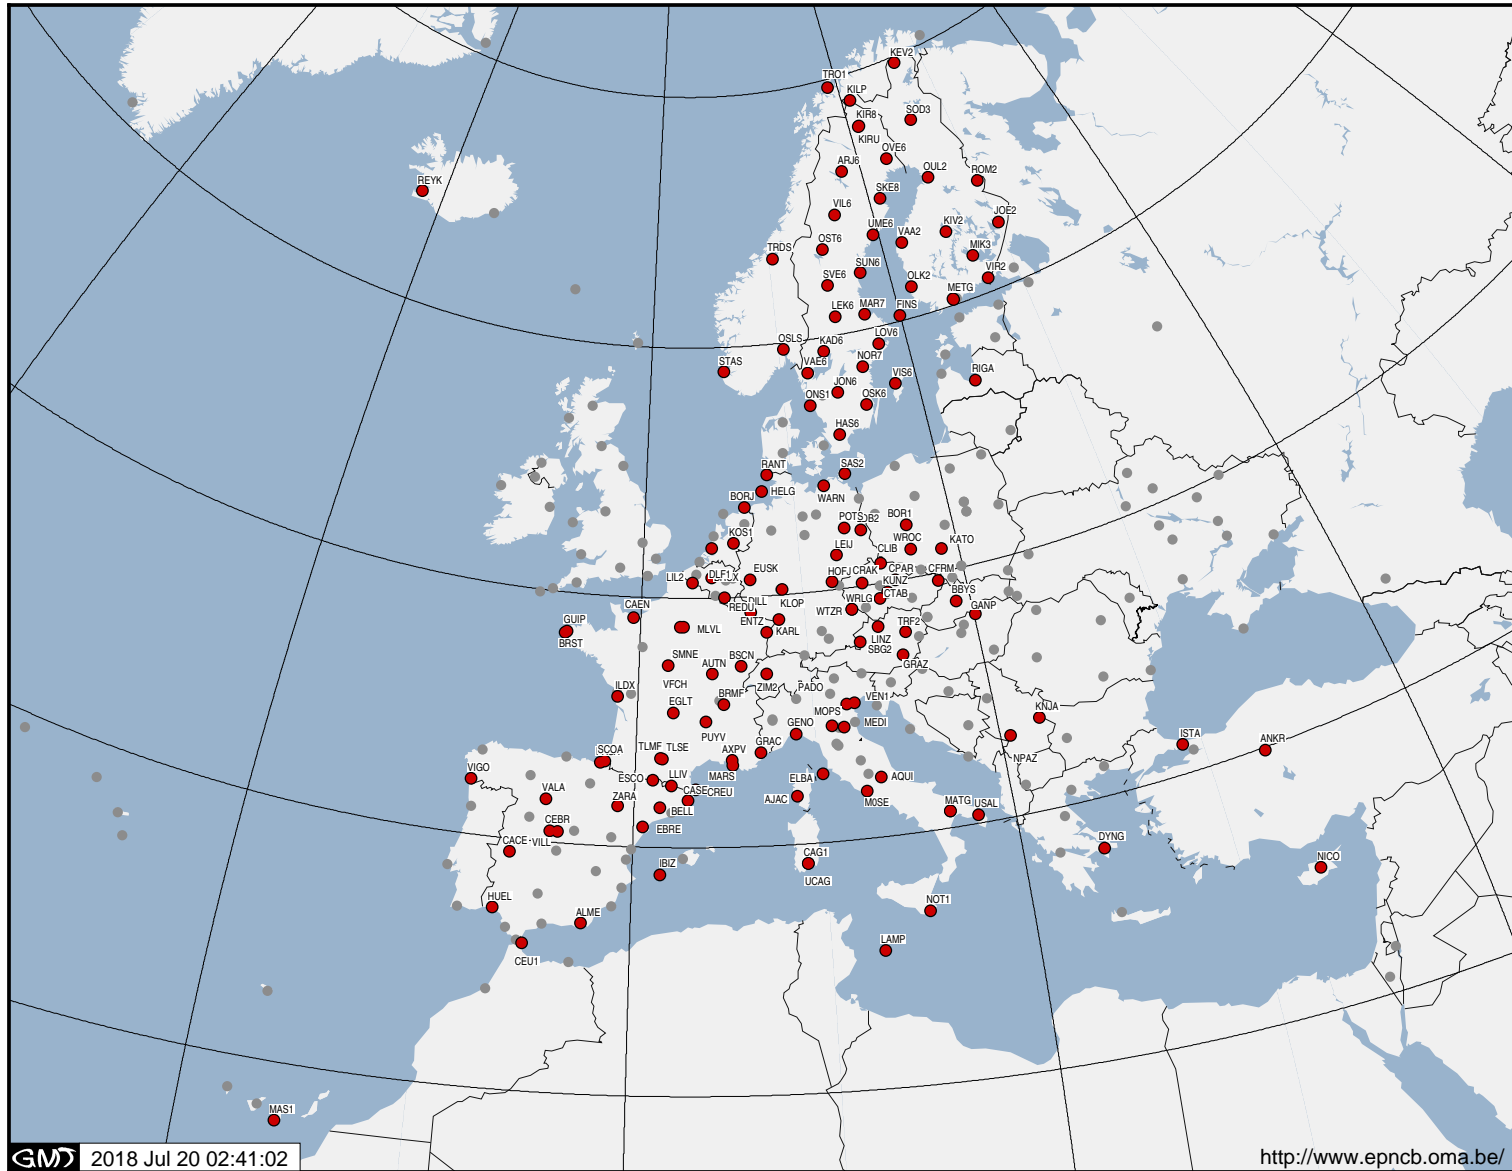 KEV2
TRO1
KILP
SOD3
KIR8
KIRU
OVE6
ARJ6
OUL2
ROM2
REYK
SKE8
VIL6
JOE2
UME6
KIV2
VAA2
OST6
MIK3
TRDS
SUN6
VIR2
SVE6
OLK2
METG
LEK6
MAR7
FINS
OSLS
KAD6
LOV6
STAS
VAE6
NOR7
VIS6
RIGA
JON6
ONS1
OSK6
HAS6
RANT
SAS2
HELG
BORJ
WARN
POTS
BOR1
KOS1
WROC
KATO
LEIJ
CLIB
LIL2
DLF1
EUSK
HOFJ
CRAK
CPAR
CFRM
KUNZ
BBYS
CAEN
REDU
DILL
KLOP
WRLG
CTAB
WTZR
GANP
GUIP
BRST
MLVL
ENTZ
KARL
LINZ
TRF2
SBG2
GRAZ
SMNE
AUTN
BSCN
VFCH
ZIM2
PADO
ILDX
EGLT
BRMF
VEN1
MOPS
MEDI
KNJA
PUYV
GENO
ISTA
ANKR
NPAZ
SCOA
TLMF
TLSE
AXPV
GRAC
MARS
VIGO
ESCO
LLIV
ELBA
AQUI
VALA
ZARA
CASE
CREU
AJAC
M0SE
BELL
MATG
USAL
CEBR
EBRE
CACE
VILL
DYNG
IBIZ
CAG1
UCAG
NICO
HUEL
ALME
NOT1
CEU1
LAMP
MAS1
GMT
2018 Jul 20 02:41:02
http://www.epncb.oma.be/